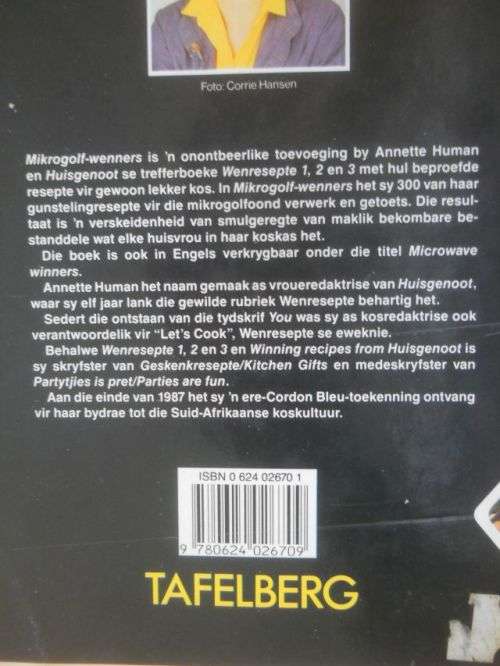 Foto: Corrie Hansen
Mikrogolf-wenners is 'n onontbeerlike toevoeging by Annette Human
en Huisgenoot se trefferboeke Wenresepte 1, 2 en 3 met hul beproefde
resepte vir gewoon lekker kos. In Mikrogolf-wenners het sy 300 van haar
gunstelingresepte vir die mikrogolfoond verwerk en getoets. Die resul-
taat is 'n verskeidenheid van smulgeregte van maklik bekombare be-
standdele wat elke huisvrou in haar koskas het.
Die boek is ook in Engels verkrygbaar onder die titel Microwave
winners.
Annette Human het naam gemaak as vroueredaktrise van Huisgenoot,
waar sy elf jaar lank die gewilde rubriek Wenresepte behartig het.
Sedert die ontstaan van die tydskrif You was sy as kosredaktrise ook
verantwoordelik vir “Let's Cook”, Wenresepte se eweknie.
Behalwe Wenresepte 1, 2 en 3 en Winning recipes from Huisgenoot is
sy skryfster van Geskenkresepte/Kitchen Gifts en medeskryfster van
Partytjies is pret/Parties are fun.
Aan die einde van 1987 het sy 'n ere-Cordon Bleu-toekenning ontvang
vir haar bydrae tot die Suid-Afrikaanse koskultuur.
ISBN 0 624 02670 1
9 780624 026709
TAFELBERG